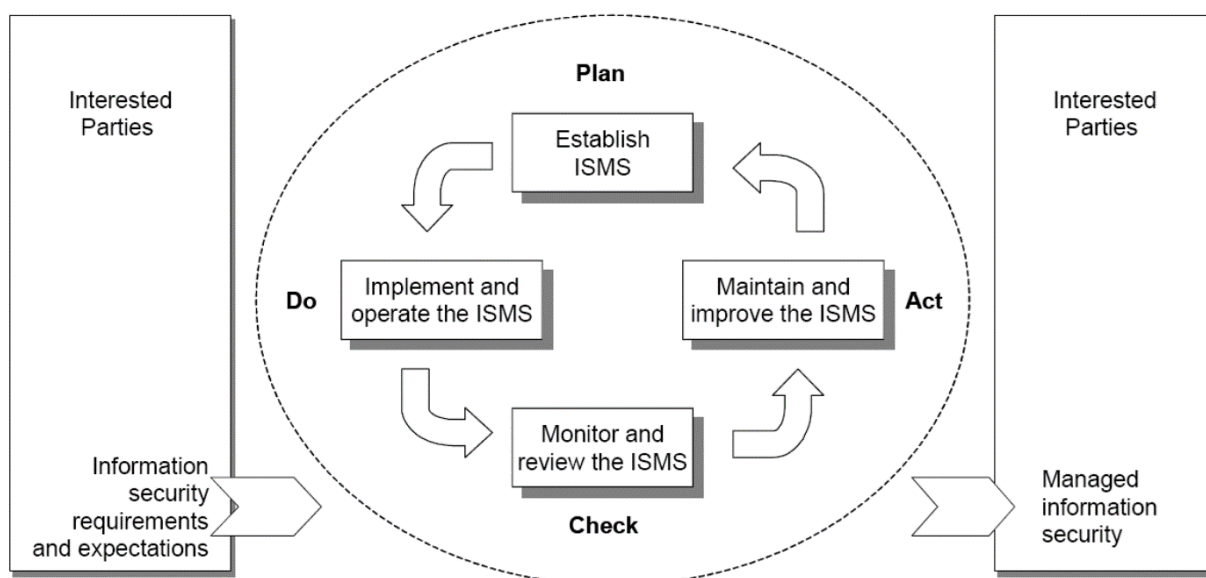 Interested
Parties
Information
security
requirements
and expectations
Plan
Establish
ISMS
Do
Implement and
operate the ISMS
Maintain and
improve the ISMS
Act
Monitor and
review the ISMS
Check
Interested
Parties
Managed
information
security